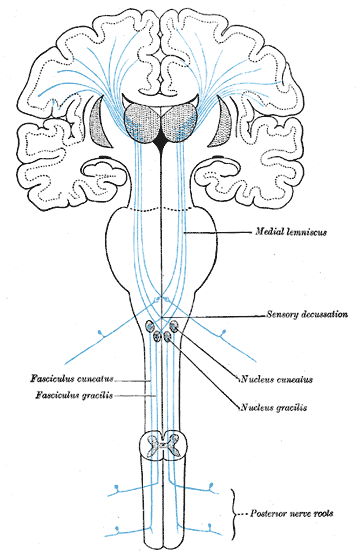 Medial lemniscus
Sensory decussation
Fasciculus cuneatus
Fasciculus gracilis
Nucleus cuneatus
Nucleus gracilis
Posterior nerve roots